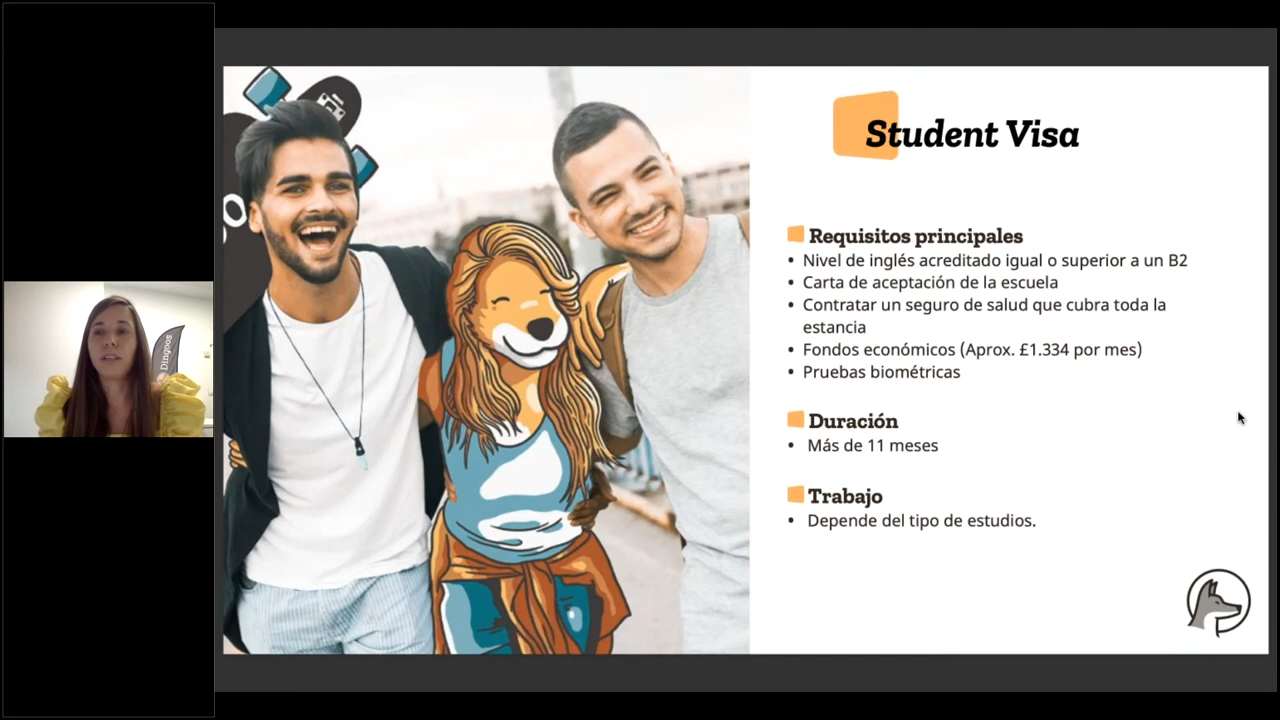 Student Visa
Requisitos principales
• Nivel de inglés acreditado igual o superior a un B2
• Carta de aceptación de la escuela
• Contratar un seguro de salud que cubra toda la
estancia
• Fondos económicos (Aprox. £1.334 por mes)
• Pruebas biométricas
Duración
• Más de 11 meses
Trabajo
• Depende del tipo de estudios.
Dingoos